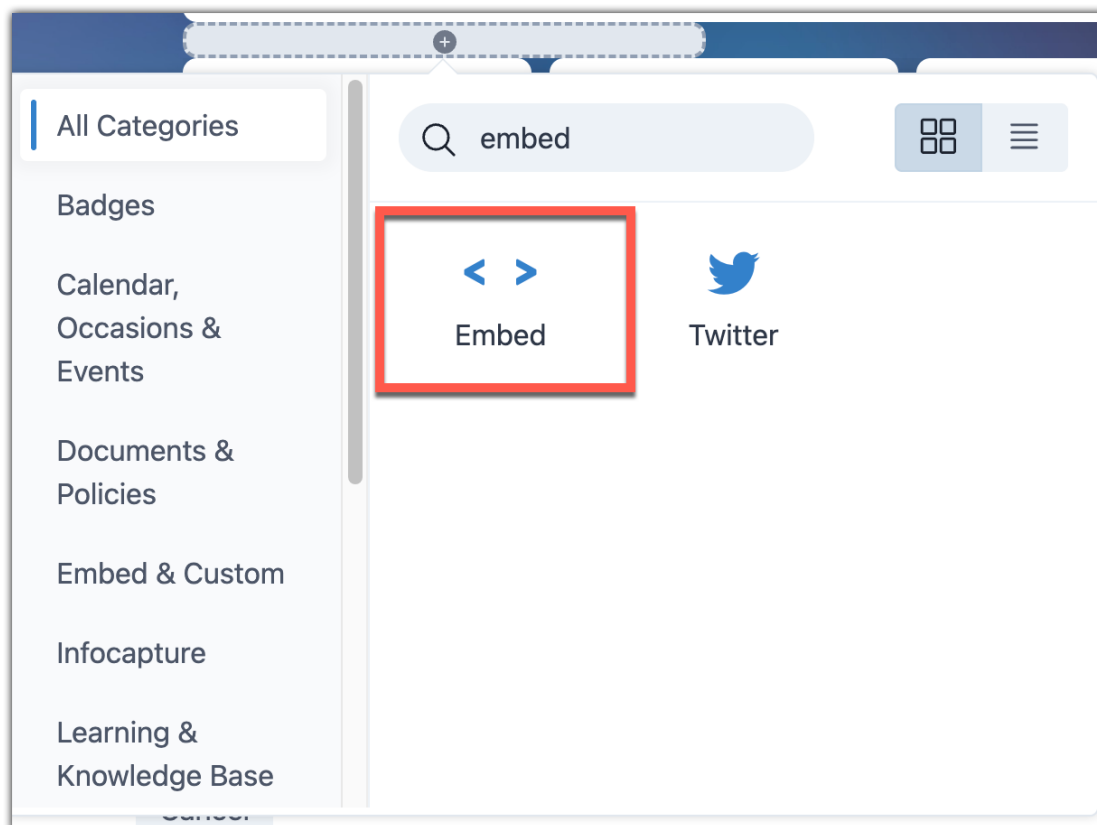 All Categories
Badges
Calendar,
Occasions &
Events
Documents &
Policies
Embed & Custom
Infocapture
Learning &
Knowledge Base
embed
< >
Embed
Twitter